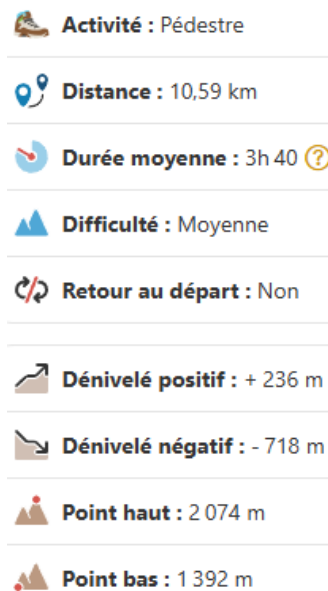 Activité : Pédestre
Distance : 10,59 km
Durée moyenne : 3h 40 ?
Difficulté : Moyenne
Retour au départ : Non
Dénivelé positif : + 236 m
Dénivelé négatif : - 718 m
Point haut : 2 074 m
Point bas : 1 392 m